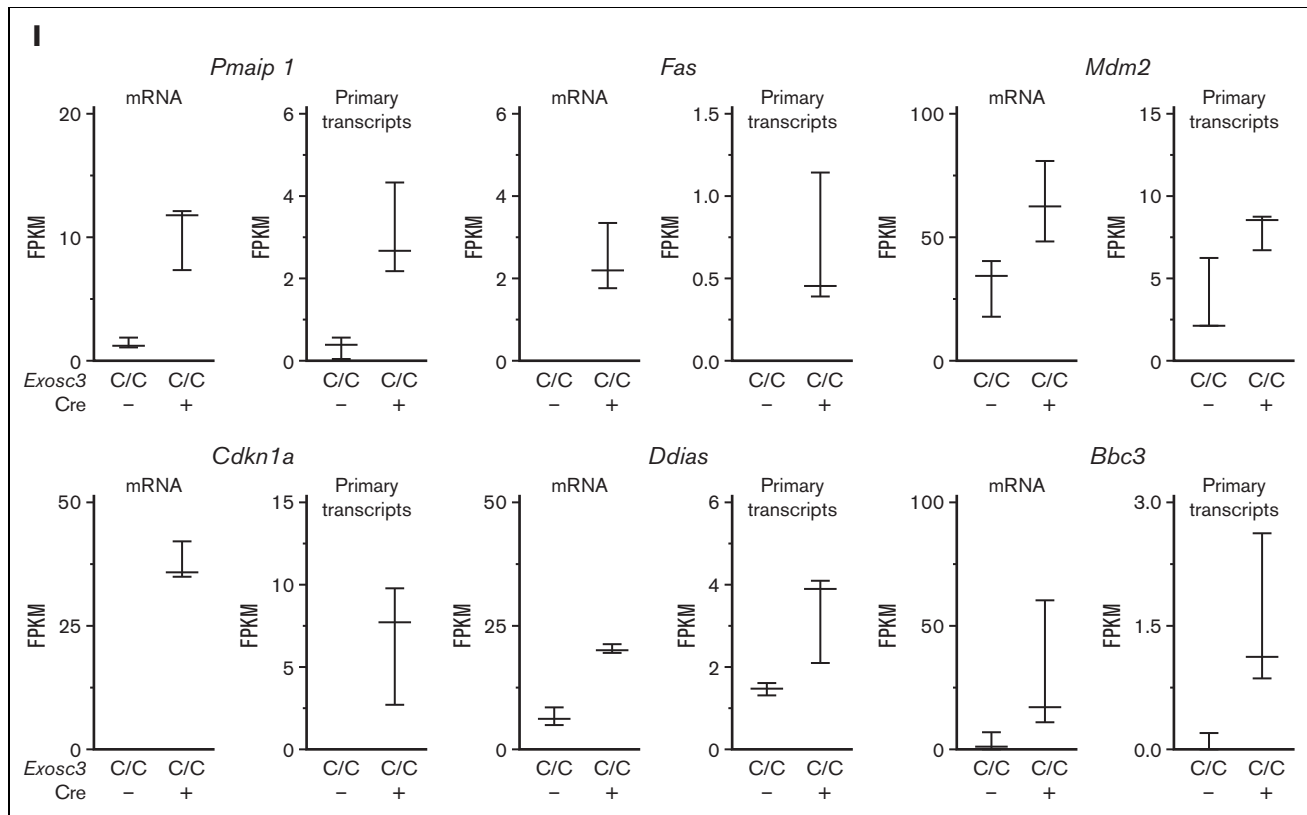 I
Pmaip 1 Fas Mdm2
mRNA Primary transcripts mRNA Primary transcripts mRNA Primary transcripts
20 6 6 1.5 100 15
4 4 1.0 10
FPKM FPKM FPKM FPKM FPKM FPKM
10 2 2 0.5 50 5
0 0 0 0.0 0 0
Exosc3 C/C C/C C/C C/C C/C C/C C/C C/C C/C C/C C/C C/C
Cre – + – + – + – + – + – +
Cdkn1a Ddias Bbc3
mRNA Primary transcripts mRNA Primary transcripts mRNA Primary transcripts
50 15 50 6 100 3.0
10 4
FPKM FPKM FPKM FPKM FPKM FPKM
25 5 25 2 50 1.5
0 0 0 0 0 0.0
Exosc3 C/C C/C C/C C/C C/C C/C C/C C/C C/C C/C C/C C/C
Cre – + – + – + – + – + – +